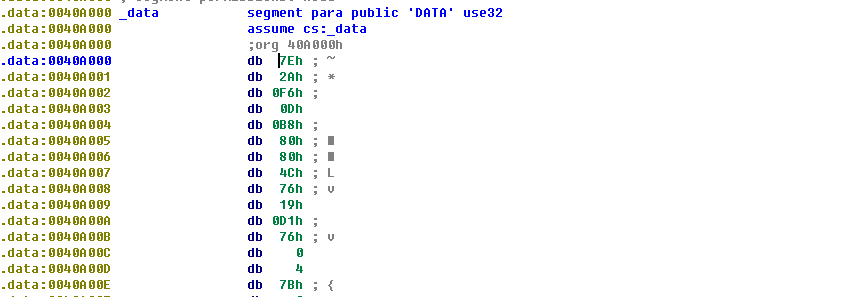 .data:0040A000 _data segment para public 'DATA' use32
.data:0040A000 assume cs:_data
.data:0040A000 ;org 40A000h
.data:0040A000 db 7Eh ; ~
.data:0040A001 db 2Ah ; *
.data:0040A002 db 0F6h ;
.data:0040A003 db 0Dh
.data:0040A004 db 0B8h ;
.data:0040A005 db 80h ; ■
.data:0040A006 db 80h ; ■
.data:0040A007 db 4Ch ; L
.data:0040A008 db 76h ; v
.data:0040A009 db 19h
.data:0040A00A db 0D1h ;
.data:0040A00B db 76h ; v
.data:0040A00C db 0
.data:0040A00D db 4
.data:0040A00E db 7Bh ; {